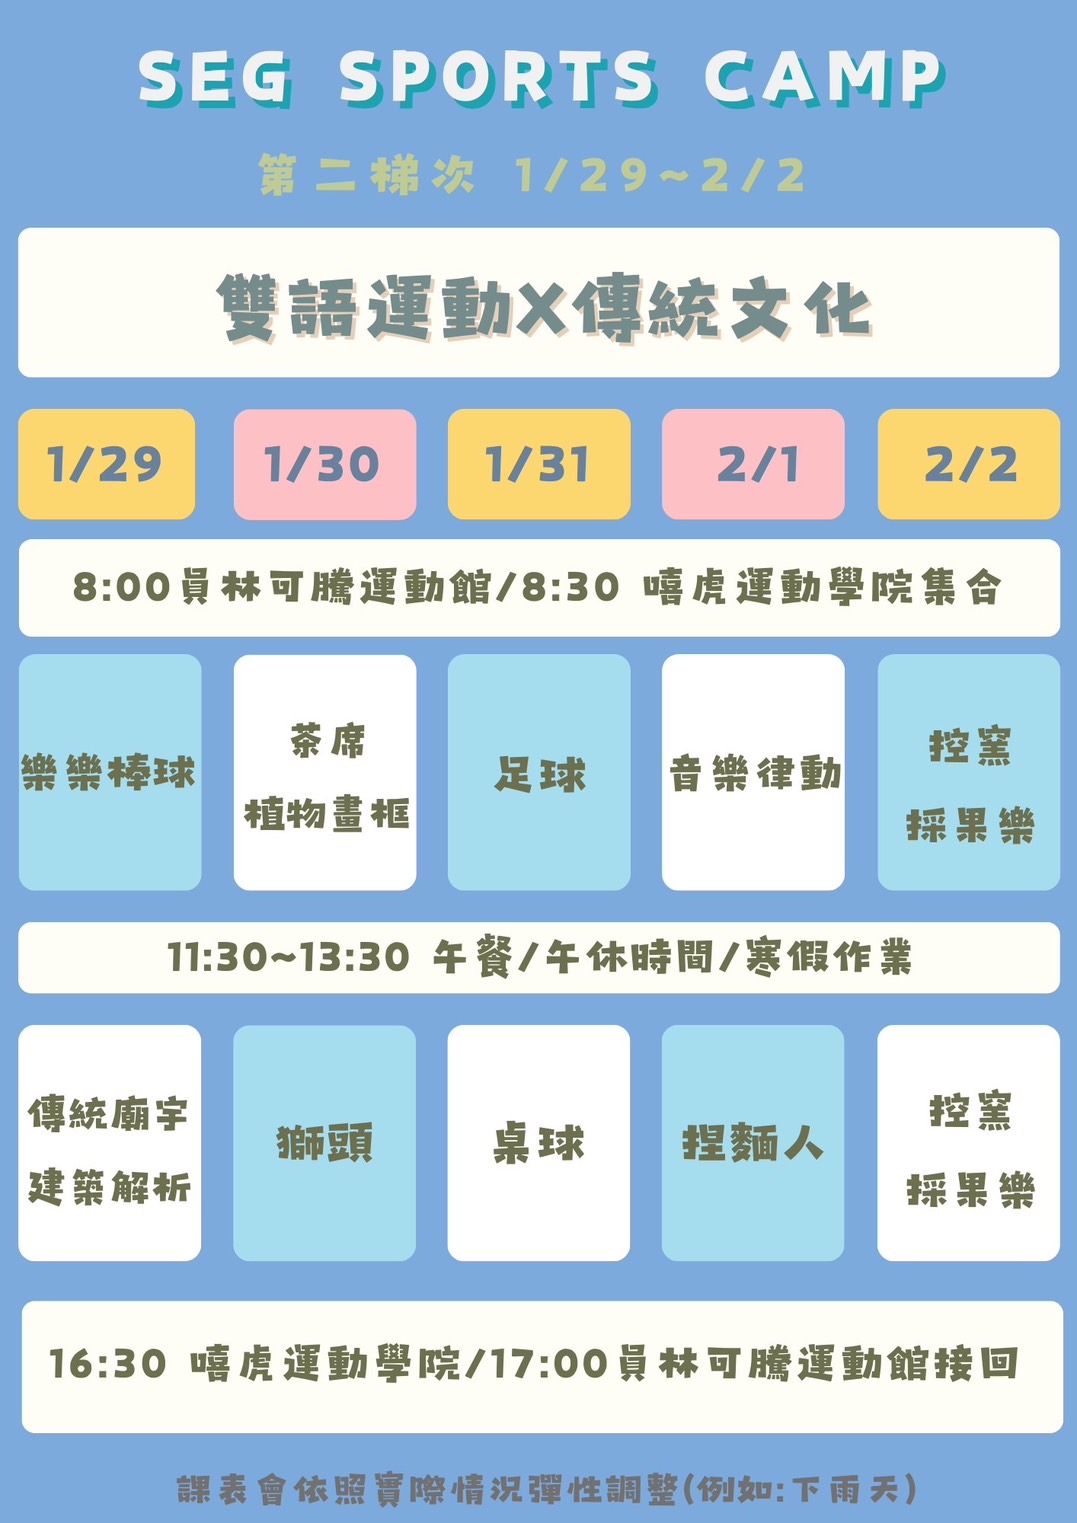 SEG SPORTS CAMP
第二梯次 1/29~2/2
雙語運動X傳統文化
1/29
1/30
1/31
2/1
2/2
8:00員林可騰運動館/8:30 嘻虎運動學院集合
樂樂棒球
茶席
植物畫框
足球
音樂律動
控窯
採果樂
11:30~13:30 午餐/午休時間/寒假作業
傳統廟宇
建築解析
獅頭
桌球
捏麵人
控窯
採果樂
16:30 嘻虎運動學院/17:00員林可騰運動館接回
課表會依照實際情況彈性調整(例如:下雨天)